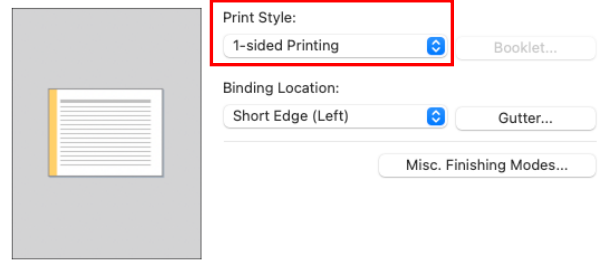 Print Style:
1-sided Printing
Booklet...
Binding Location:
Short Edge (Left)
Gutter...
Misc. Finishing Modes...